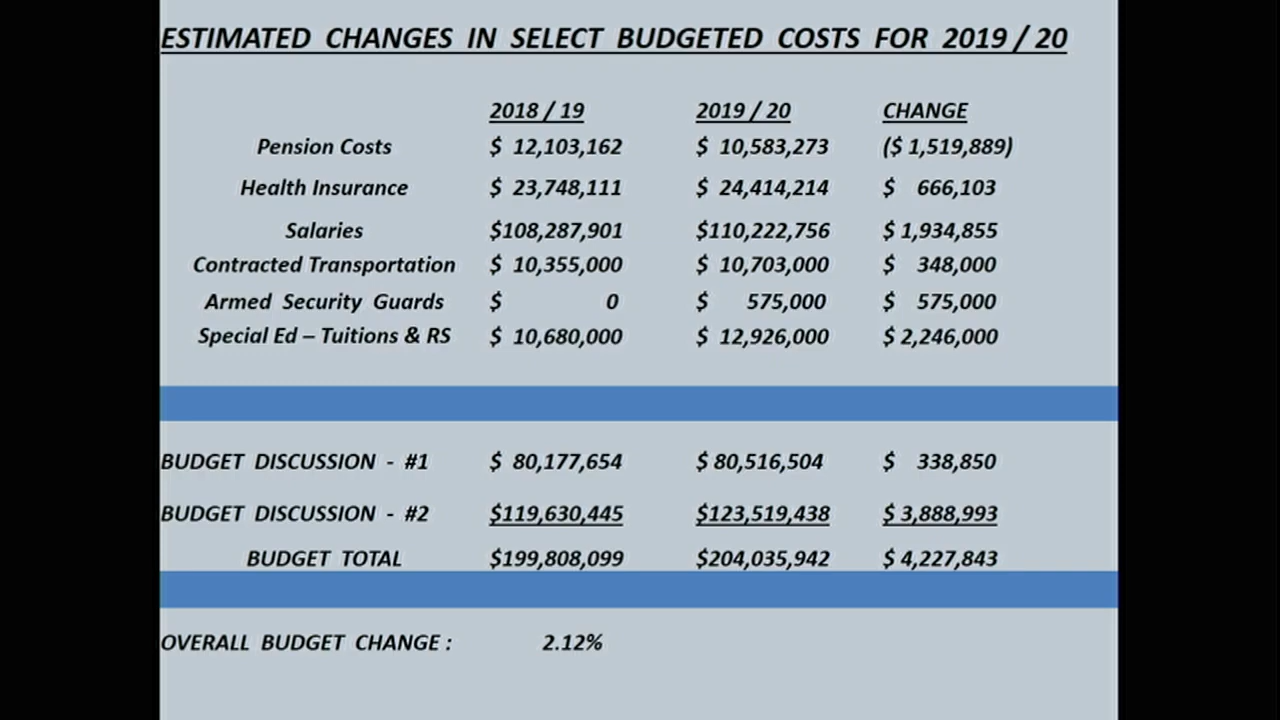 ESTIMATED CHANGES IN SELECT BUDGETED COSTS FOR 2019 / 20
2018 / 19 2019 / 20 CHANGE
Pension Costs $ 12,103,162 $ 10,583,273 ($ 1,519,889)
Health Insurance $ 23,748,111 $ 24,414,214 $ 666,103
Salaries $108,287,901 $110,222,756 $ 1,934,855
Contracted Transportation $ 10,355,000 $ 10,703,000 $ 348,000
Armed Security Guards $ 0 $ 575,000 $ 575,000
Special Ed – Tuitions & RS $ 10,680,000 $ 12,926,000 $ 2,246,000
BUDGET DISCUSSION - #1 $ 80,177,654 $ 80,516,504 $ 338,850
BUDGET DISCUSSION - #2 $119,630,445 $123,519,438 $ 3,888,993
BUDGET TOTAL $199,808,099 $204,035,942 $ 4,227,843
OVERALL BUDGET CHANGE : 2.12%